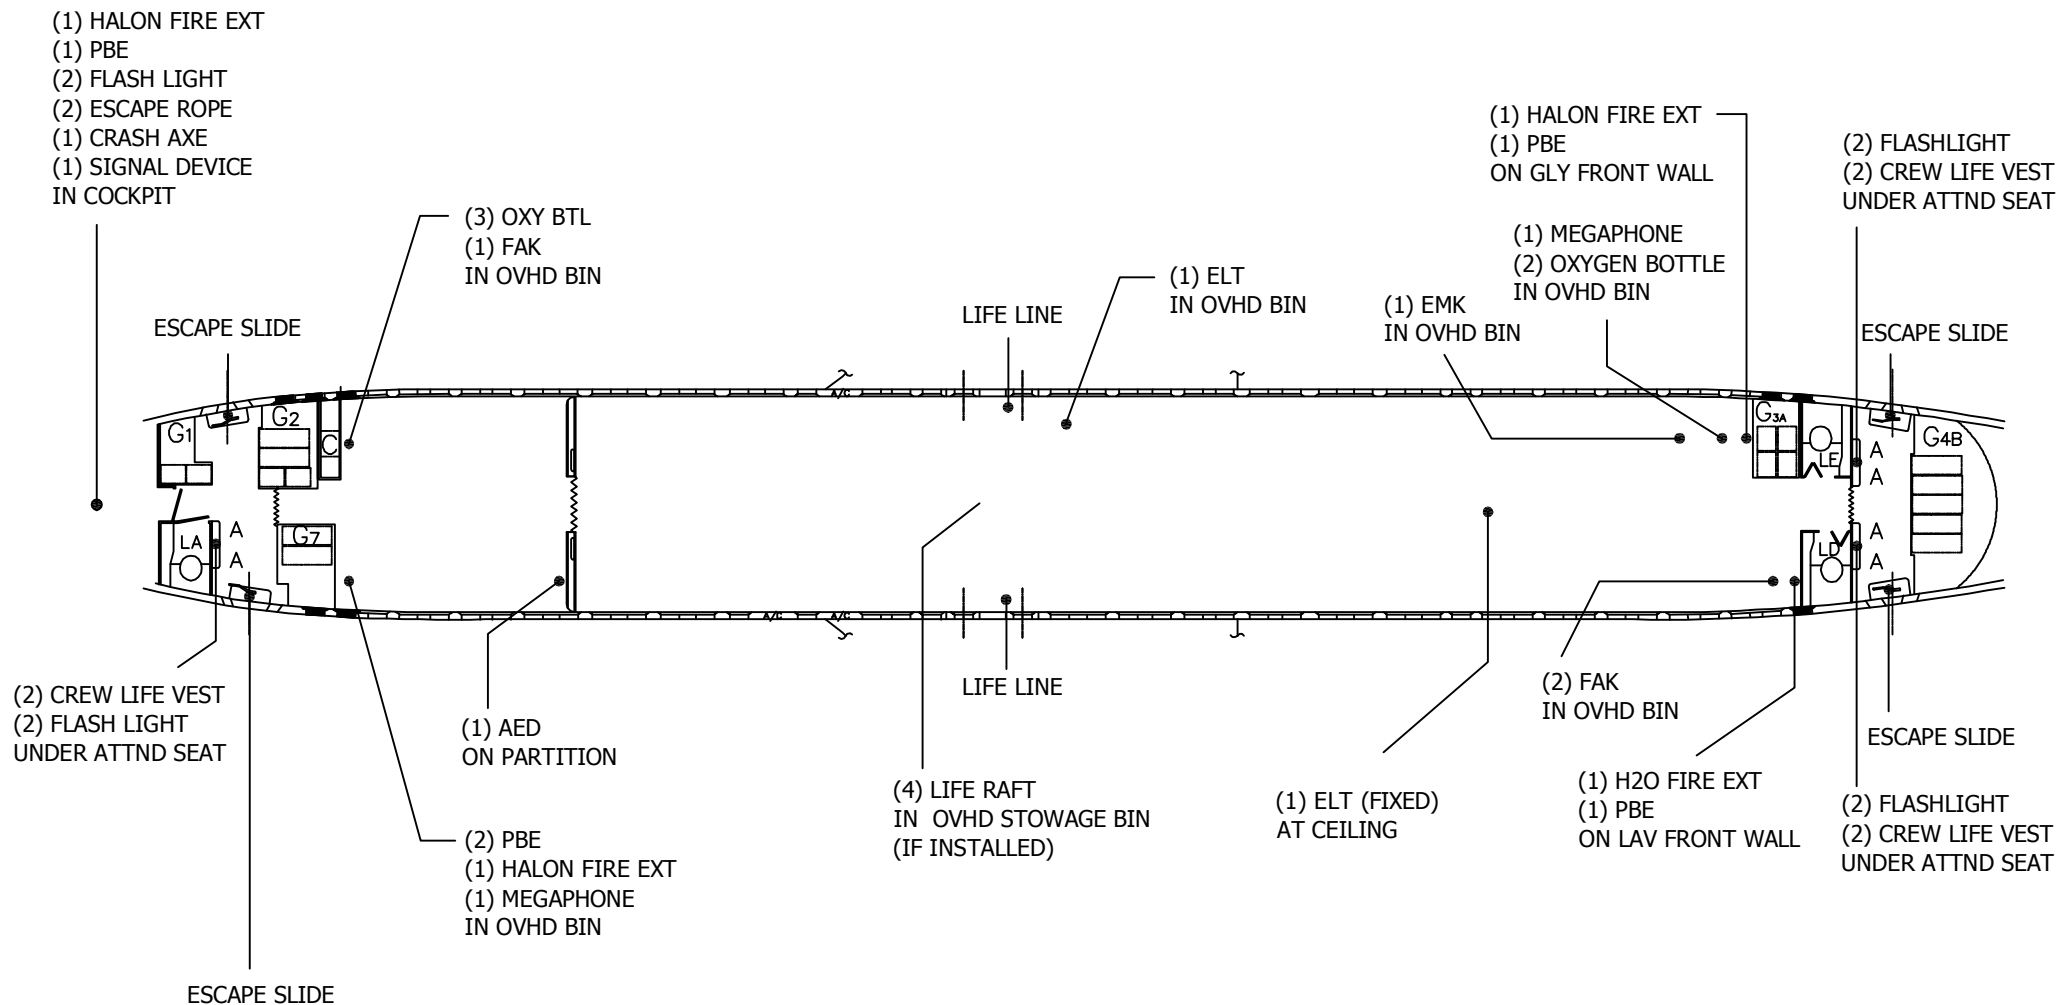 (1) HALON FIRE EXT
(1) PBE
(2) FLASH LIGHT
(2) ESCAPE ROPE
(1) CRASH AXE
(1) SIGNAL DEVICE
IN COCKPIT
(3) OXY BTL
(1) FAK
IN OVHD BIN
(1) HALON FIRE EXT
(1) PBE
ON GLY FRONT WALL
(2) FLASHLIGHT
(2) CREW LIFE VEST
UNDER ATTND SEAT
(1) MEGAPHONE
(2) OXYGEN BOTTLE
IN OVHD BIN
(1) ELT
IN OVHD BIN
(1) EMK
IN OVHD BIN
ESCAPE SLIDE
LIFE LINE
ESCAPE SLIDE
A/C
G1
G2
C
G3A
LE
A
A
G4B
LA
A
A
G7
LD
A
A
A/C
A/C
(2) CREW LIFE VEST
(2) FLASH LIGHT
UNDER ATTND SEAT
(1) AED
ON PARTITION
LIFE LINE
(2) FAK
IN OVHD BIN
ESCAPE SLIDE
(4) LIFE RAFT
IN OVHD STOWAGE BIN
(IF INSTALLED)
(1) ELT (FIXED)
AT CEILING
(1) H2O FIRE EXT
(1) PBE
ON LAV FRONT WALL
(2) FLASHLIGHT
(2) CREW LIFE VEST
UNDER ATTND SEAT
(2) PBE
(1) HALON FIRE EXT
(1) MEGAPHONE
IN OVHD BIN
ESCAPE SLIDE